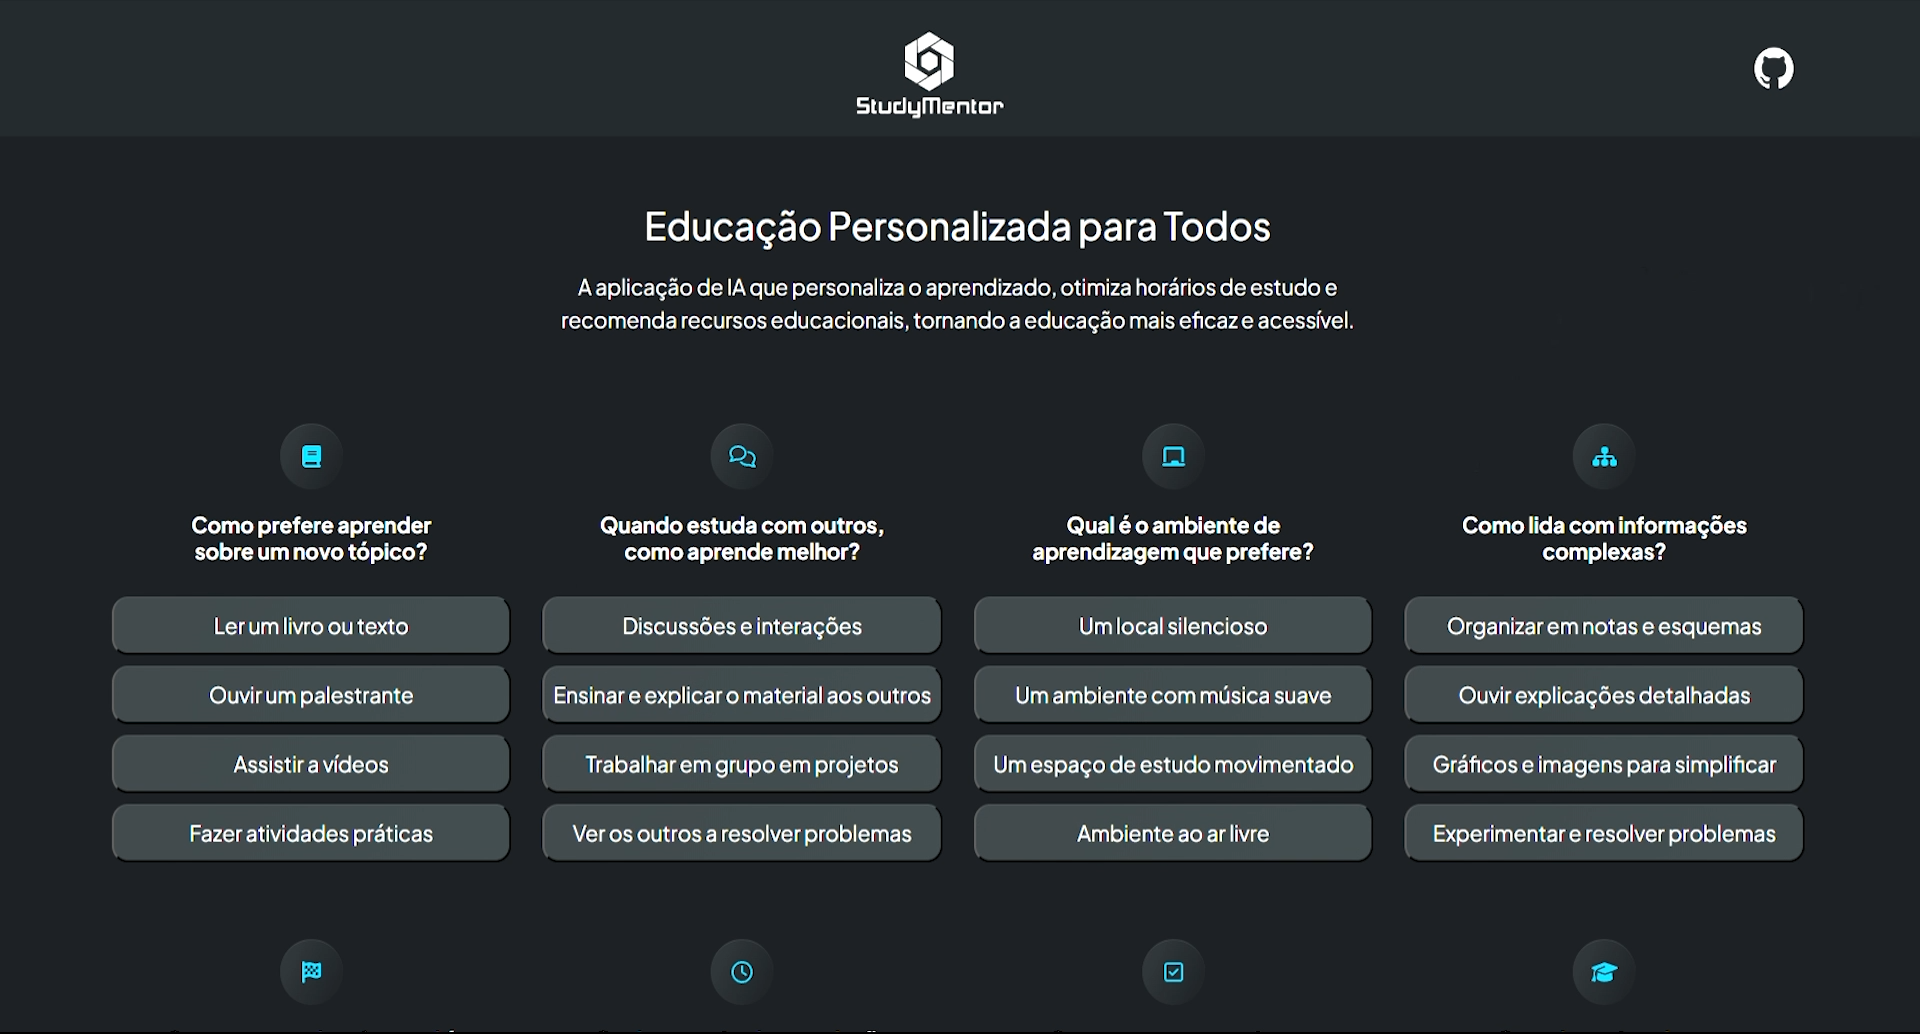 StudyMentor
Educação Personalizada para Todos
A aplicação de IA que personaliza o aprendizado, otimiza horários de estudo e
recomenda recursos educacionais, tornando a educação mais eficaz e acessível.
Como prefere aprender
sobre um novo tópico?
Ler um livro ou texto
Ouvir um palestrante
Assistir a vídeos
Fazer atividades práticas
Quando estuda com outros,
como aprende melhor?
Discussões e interações
Ensinar e explicar o material aos outros
Trabalhar em grupo em projetos
Ver os outros a resolver problemas
Qual é o ambiente de
aprendizagem que prefere?
Um local silencioso
Um ambiente com música suave
Um espaço de estudo movimentado
Ambiente ao ar livre
Como lida com informações
complexas?
Organizar em notas e esquemas
Ouvir explicações detalhadas
Gráficos e imagens para simplificar
Experimentar e resolver problemas